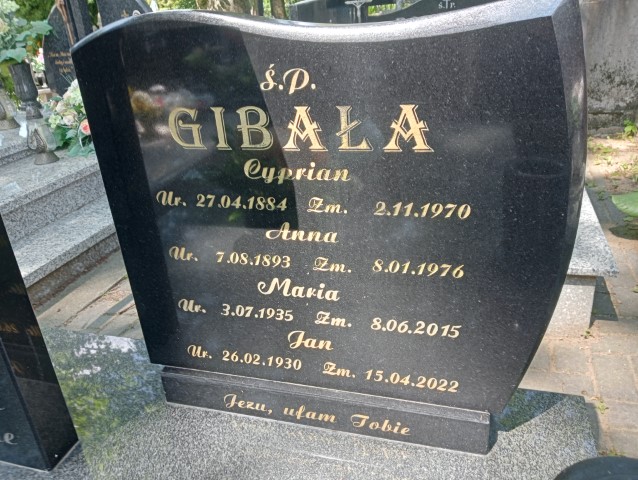 Ś.P.
GIBAŁA
Cyprian
Ur. 27.04.1884 Zm. 2.11.1970
Anna
Ur. 7.08.1893 Zm. 8.01.1976
Maria
Ur. 3.07.1935 Zm. 8.06.2015
Jan
Ur. 26.02.1930 Zm. 15.04.2022
Jezu, ufam Tobie